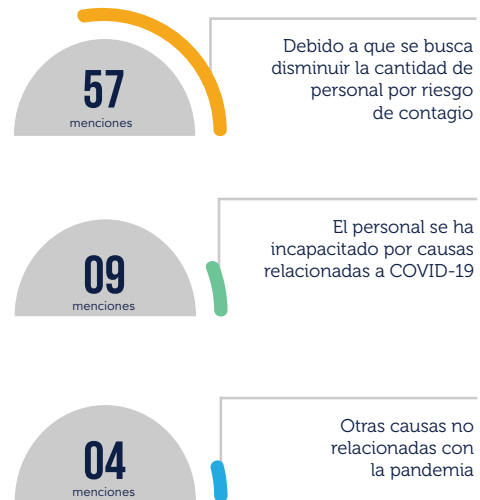 57
menciones
Debido a que se busca
disminuir la cantidad de
personal por riesgo
de contagio
09
menciones
El personal se ha
incapacitado por causas
relacionadas a COVID-19
04
menciones
Otras causas no
relacionadas con
la pandemia